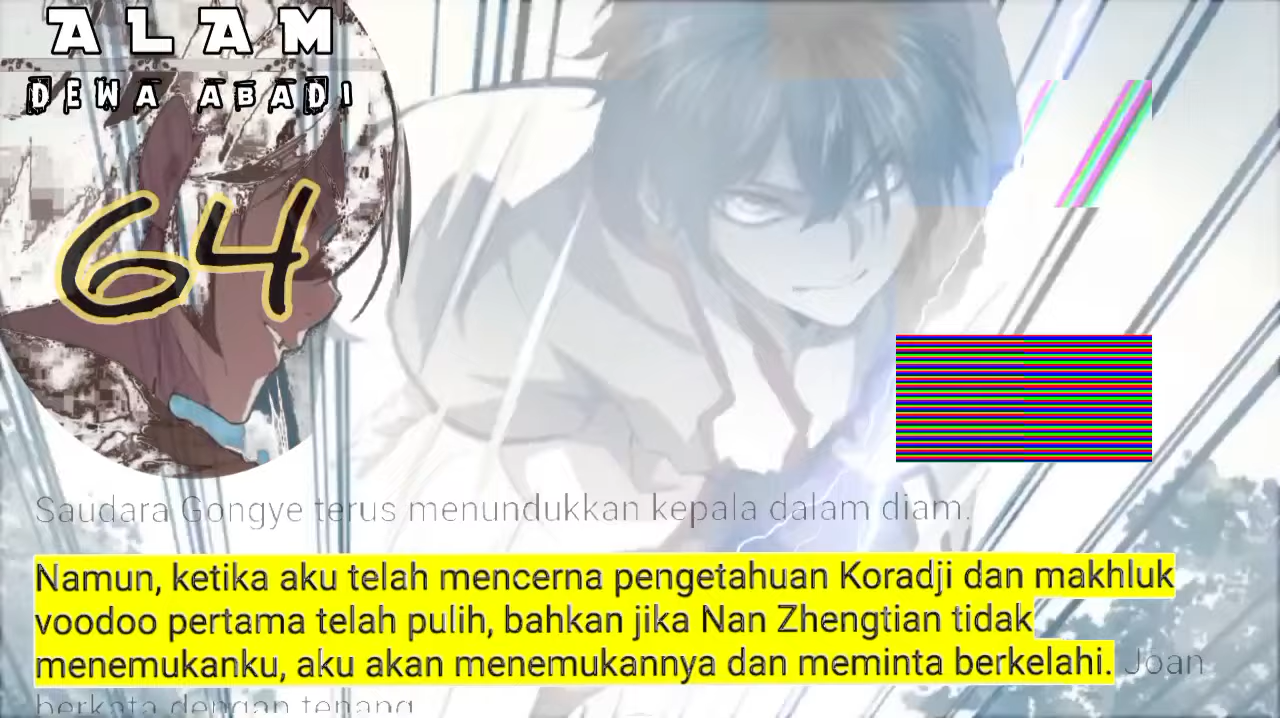 ALAM
DEWA ABADI
64
Saudara Gongye terus menundukkan kepala dalam diam.
Namun, ketika aku telah mencerna pengetahuan Koradji dan makhluk
voodoo pertama telah pulih, bahkan jika Nan Zhengtian tidak
menemukanku, aku akan menemukannya dan meminta berkelahi. Joan
berkata dengan tenang